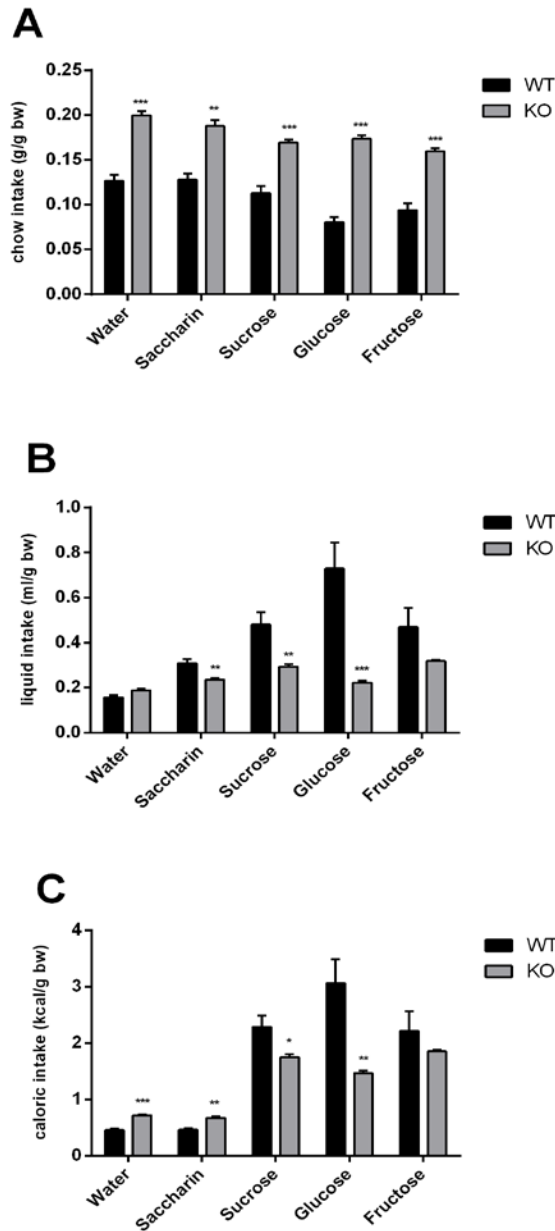 A
chow intake (g/g bw)
0.25
0.20
0.15
0.10
0.05
0.00
*** ** *** *** ***
WT
KO
Water Saccharin Sucrose Glucose Fructose
B
liquid intake (ml/g bw)
1.0
0.8
0.6
0.4
0.2
0.0
** ** ***
WT
KO
Water Saccharin Sucrose Glucose Fructose
C
caloric intake (kcal/g bw)
4
3
2
1
0
*** ** * **
WT
KO
Water Saccharin Sucrose Glucose Fructose